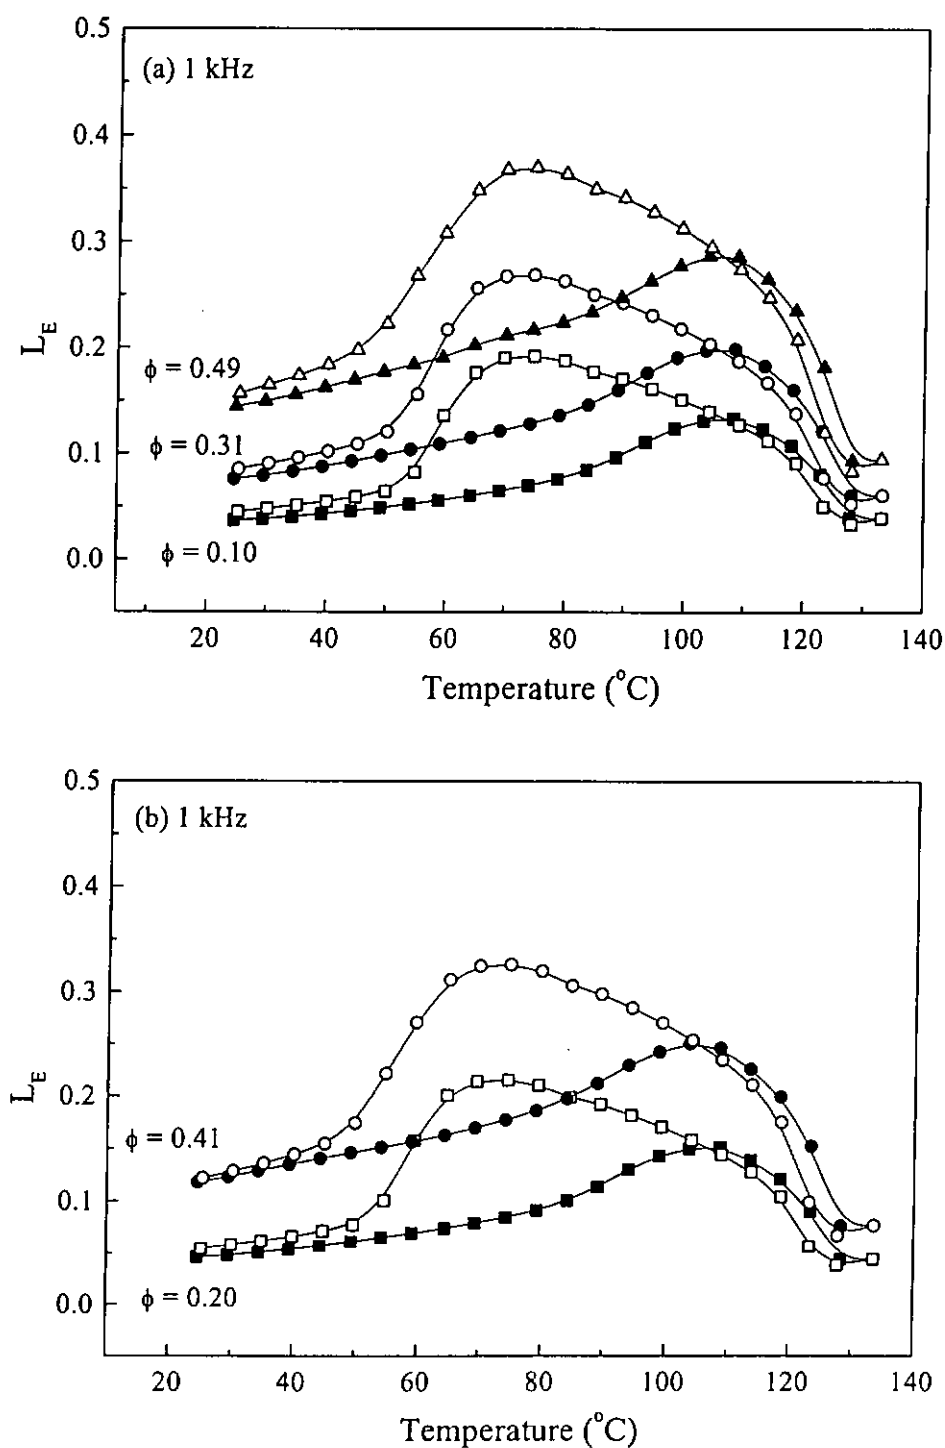 0.5
(a) 1 kHz
0.4
0.3
L_E
0.2
ϕ = 0.49
ϕ = 0.31
0.1
ϕ = 0.10
0.0
20 40 60 80 100 120 140
Temperature (°C)
0.5
(b) 1 kHz
0.4
0.3
L_E
0.2
ϕ = 0.41
0.1
ϕ = 0.20
0.0
20 40 60 80 100 120 140
Temperature (°C)